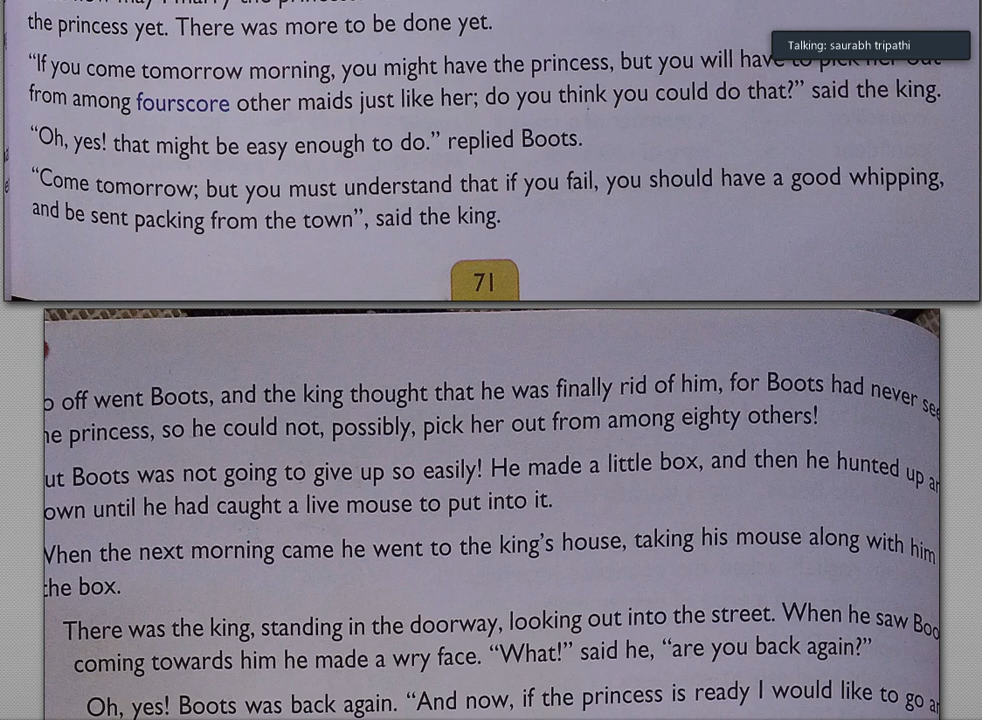 the princess yet. There was more to be done yet.
Talking: saurabh tripathi
“If you come tomorrow morning, you might have the princess, but you will have to pick her out
from among fourscore other maids just like her; do you think you could do that?” said the king.
“Oh, yes! that might be easy enough to do.” replied Boots.
“Come tomorrow; but you must understand that if you fail, you should have a good whipping,
and be sent packing from the town”, said the king.
71
o off went Boots, and the king thought that he was finally rid of him, for Boots had never see
he princess, so he could not, possibly, pick her out from among eighty others!
ut Boots was not going to give up so easily! He made a little box, and then he hunted up an
own until he had caught a live mouse to put into it.
When the next morning came he went to the king’s house, taking his mouse along with him
the box.
There was the king, standing in the doorway, looking out into the street. When he saw Boo
coming towards him he made a wry face. “What!” said he, “are you back again?”
Oh, yes! Boots was back again. “And now, if the princess is ready I would like to go an